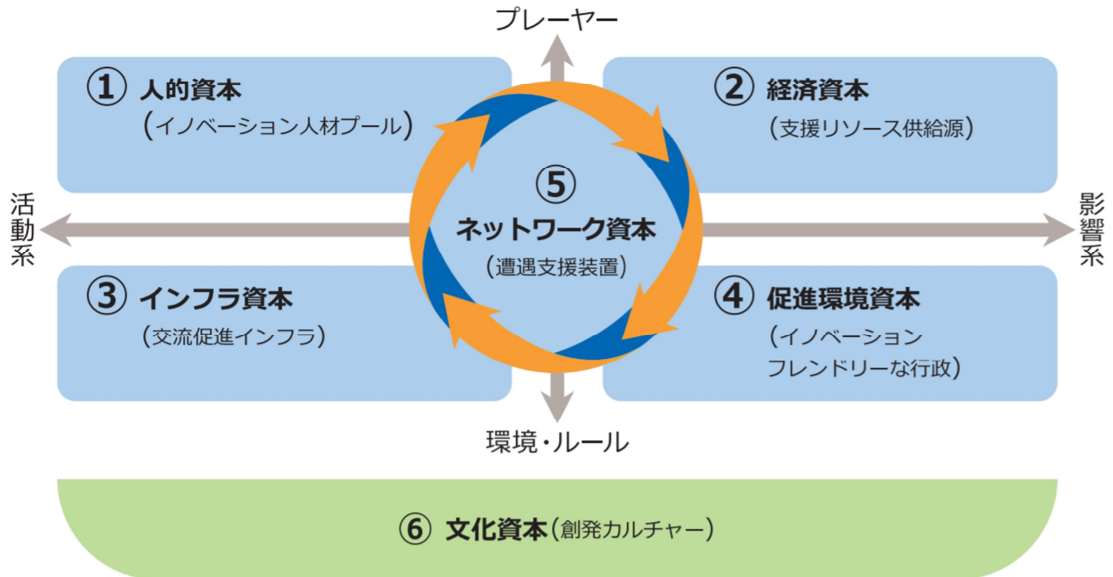 プレーヤー
① 人的資本
(イノベーション人材プール)
② 経済資本
(支援リソース供給源)
活動系
⑤
ネットワーク資本
(遭遇支援装置)
影響系
③ インフラ資本
(交流促進インフラ)
④ 促進環境資本
(イノベーション
フレンドリーな行政)
環境・ルール
⑥ 文化資本(創発カルチャー)